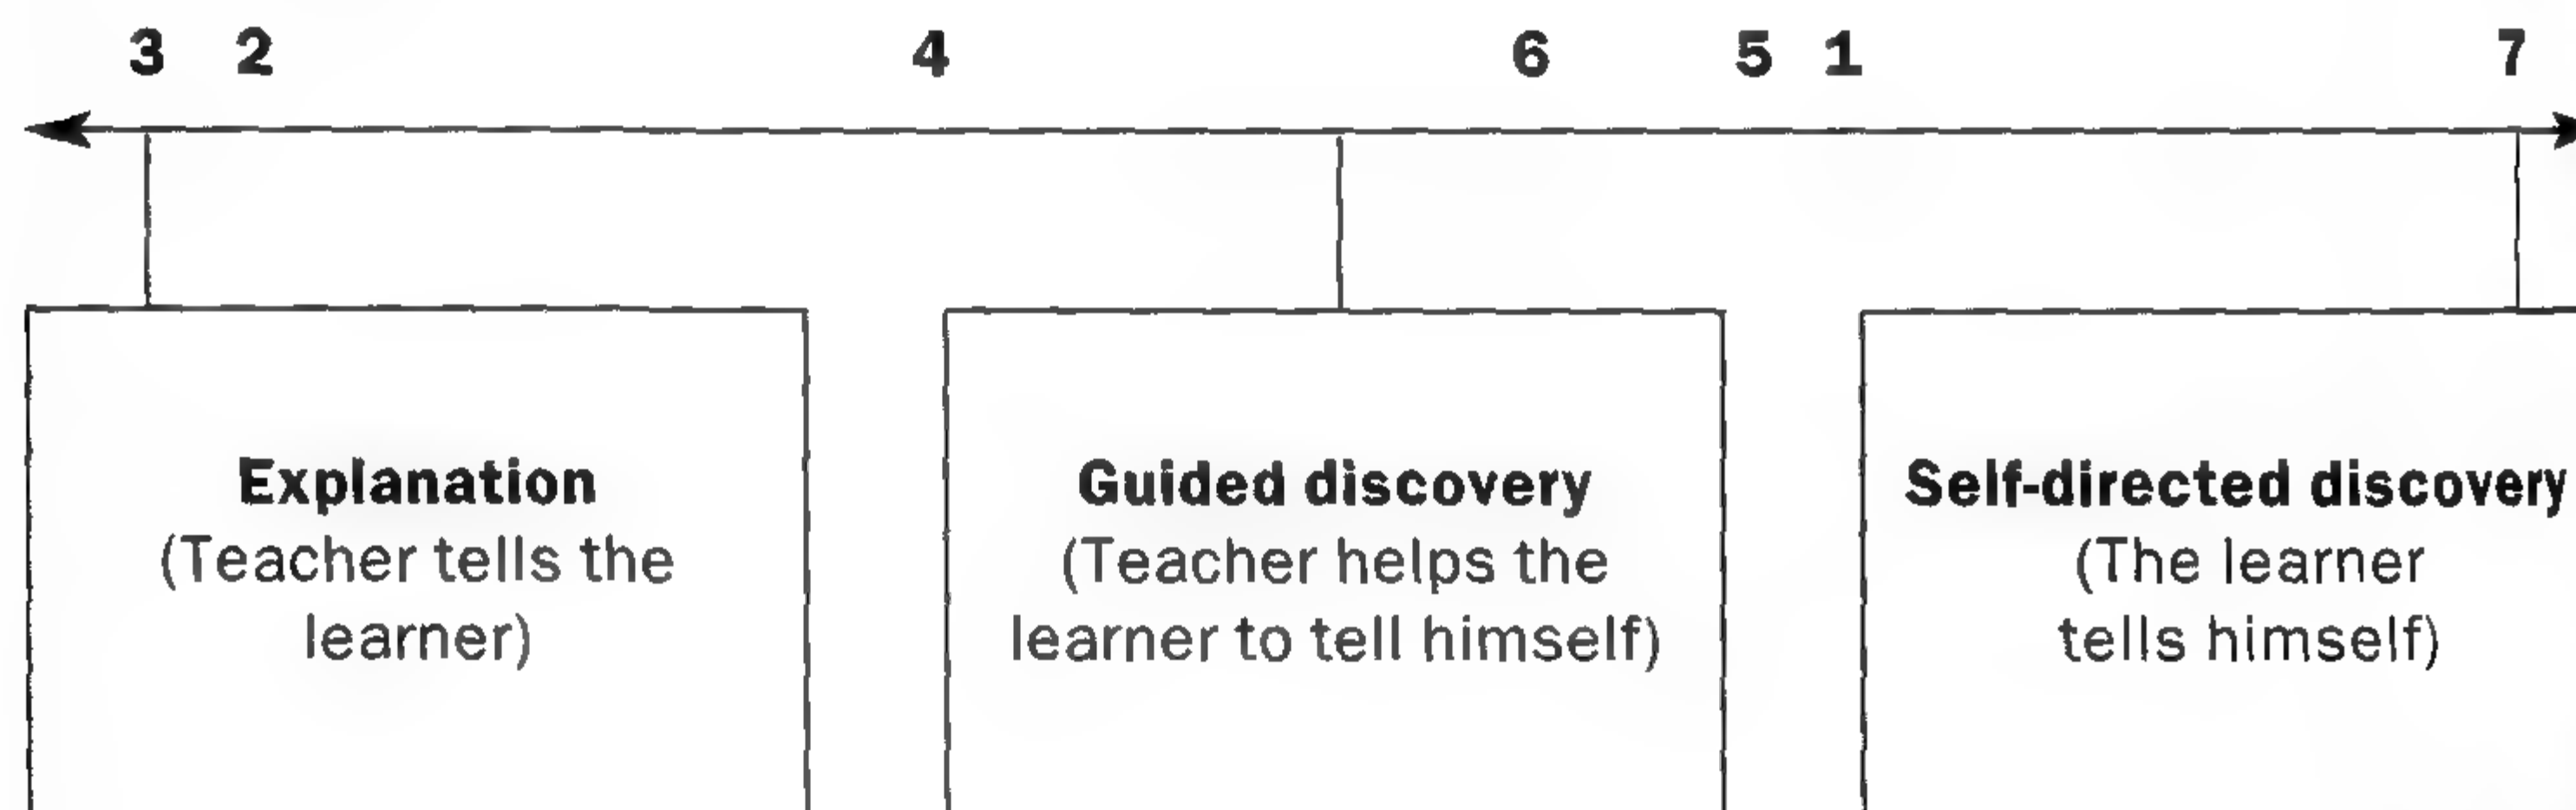 3 2 4 6 5 1 7
Explanation
(Teacher tells the
learner)
Guided discovery
(Teacher helps the
learner to tell himself)
Self-directed discovery
(The learner
tells himself)